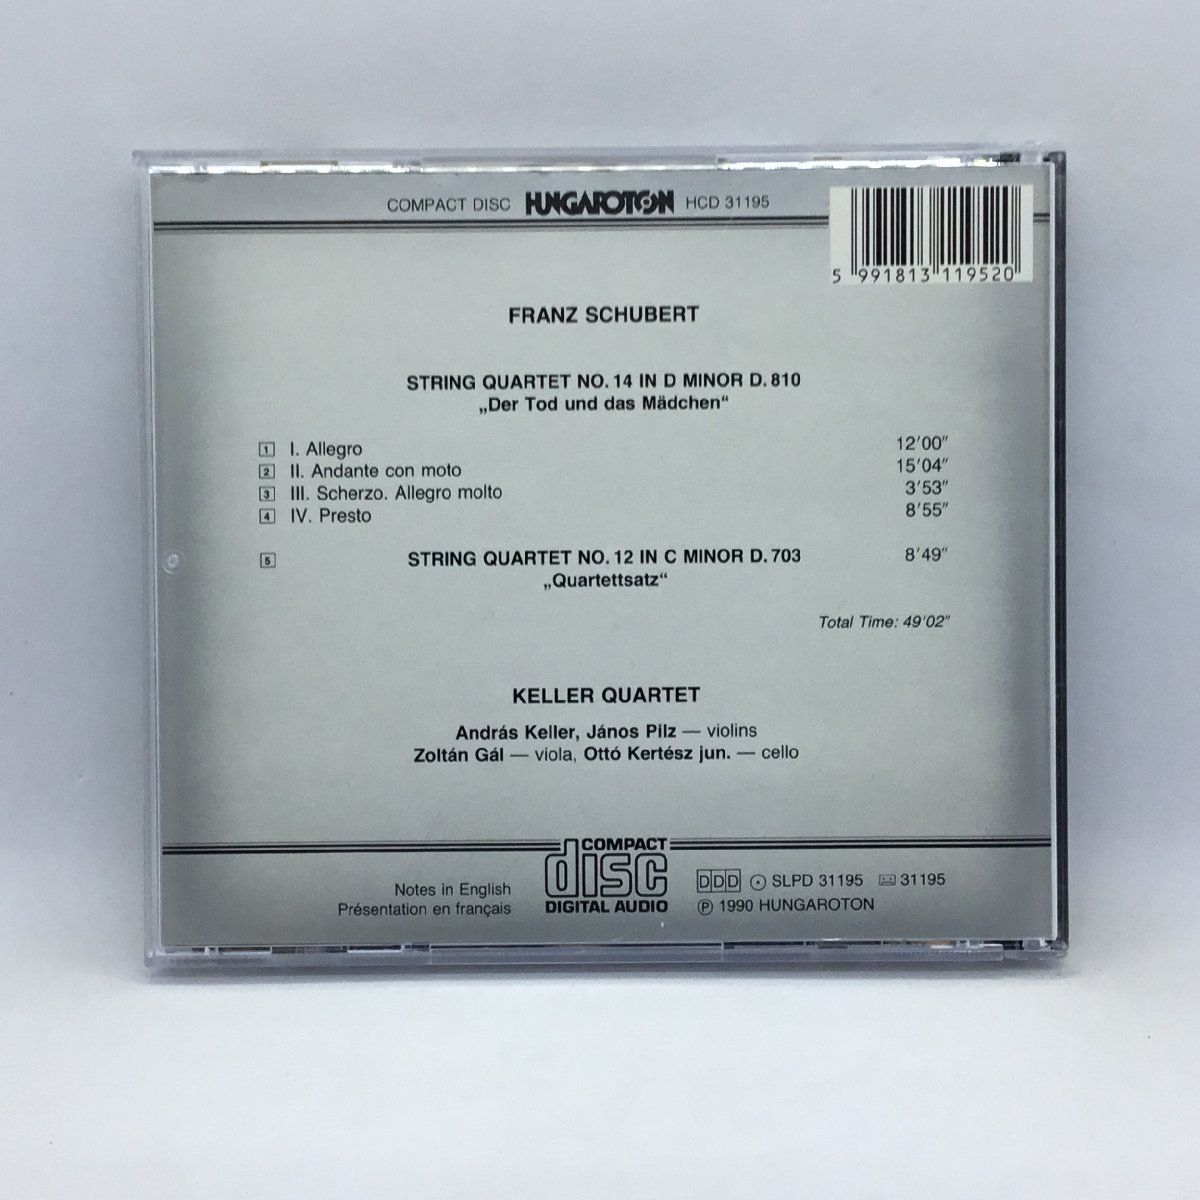 COMPACT DISC HUNGAROTON HCD 31195
5 991813 119520
FRANZ SCHUBERT
STRING QUARTET NO. 14 IN D MINOR D. 810
„Der Tod und das Mädchen“
1 I. Allegro 12′00″
2 II. Andante con moto 15′04″
3 III. Scherzo. Allegro molto 3′53″
4 IV. Presto 8′55″
5 STRING QUARTET NO. 12 IN C MINOR D. 703 8′49″
„Quartettsatz“
Total Time: 49′02″
KELLER QUARTET
András Keller, János Pilz — violins
Zoltán Gál — viola, Ottó Kertész jun. — cello
Notes in English
Présentation en français
COMPACT
disc
DIGITAL AUDIO
DDD SLPD 31195 31195
Ⓟ 1990 HUNGAROTON